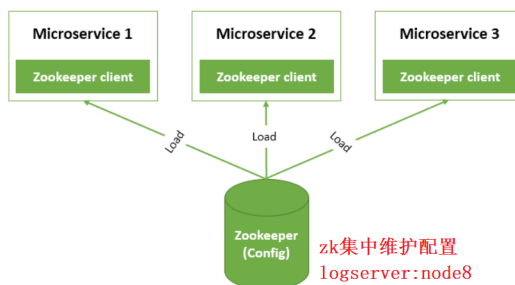 Microservice 1
Microservice 2
Microservice 3
Zookeeper client
Zookeeper client
Zookeeper client
Load
Load
Load
Zookeeper
(Config)
zk集中维护配置
logserver:node8